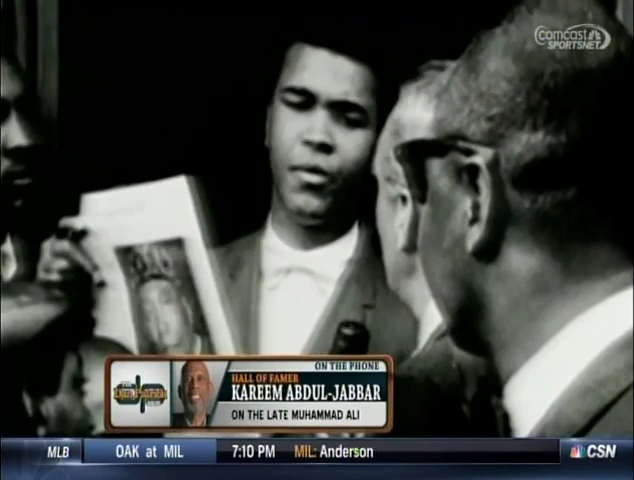 Comcast
SPORTSNET
ON THE PHONE
HALL OF FAMER
KAREEM ABDUL-JABBAR
ON THE LATE MUHAMMAD ALI
dp
MLB OAK at MIL 7:10 PM MIL: Anderson CSN